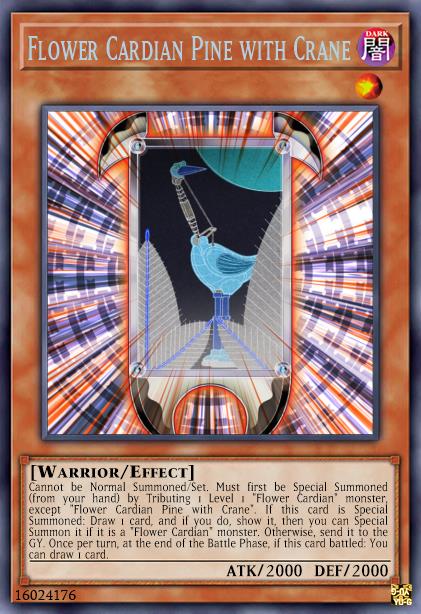 FLOWER CARDIAN PINE WITH CRANE
DARK
闇
[WARRIOR/EFFECT]
Cannot be Normal Summoned/Set. Must first be Special Summoned
(from your hand) by Tributing 1 Level 1 "Flower Cardian" monster,
except "Flower Cardian Pine with Crane". If this card is Special
Summoned: Draw 1 card, and if you do, show it, then you can Special
Summon it if it is a "Flower Cardian" monster. Otherwise, send it to the
GY. Once per turn, at the end of the Battle Phase, if this card battled: You
can draw 1 card.
ATK/2000 DEF/2000
16024176